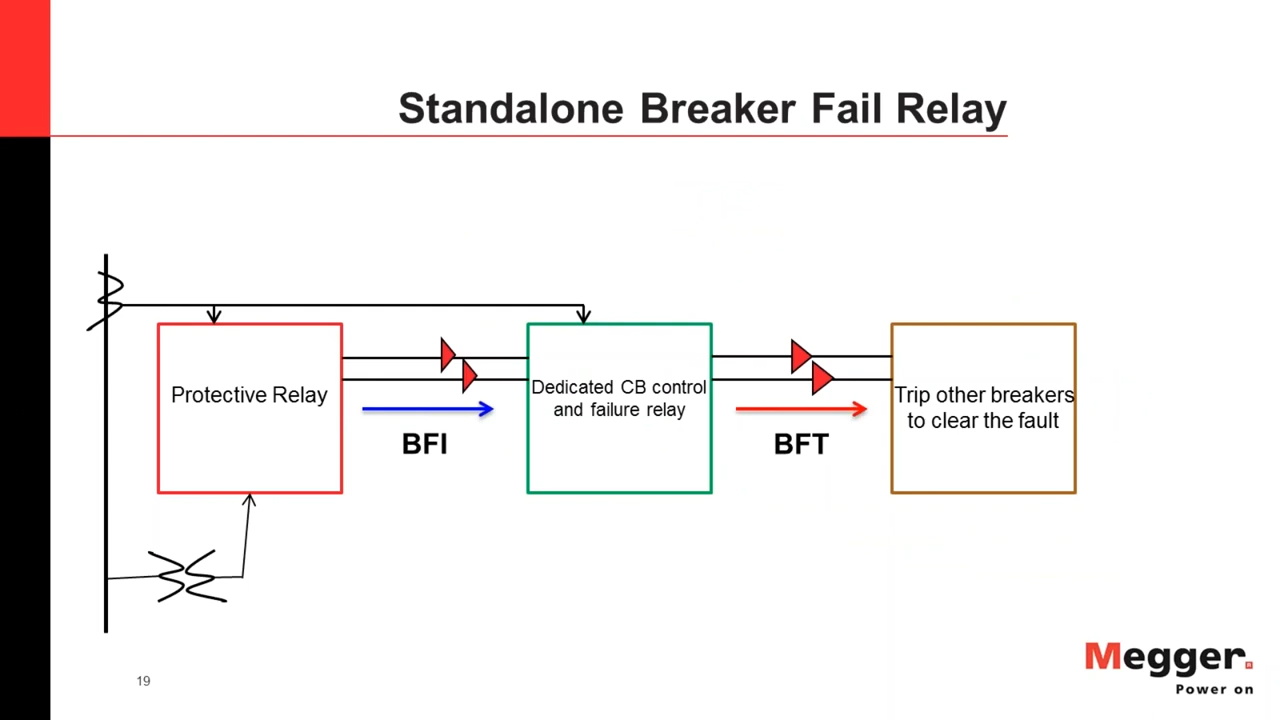 Standalone Breaker Fail Relay
Protective Relay
BFI
Dedicated CB control
and failure relay
BFT
Trip other breakers
to clear the fault
19
Megger.
Power on